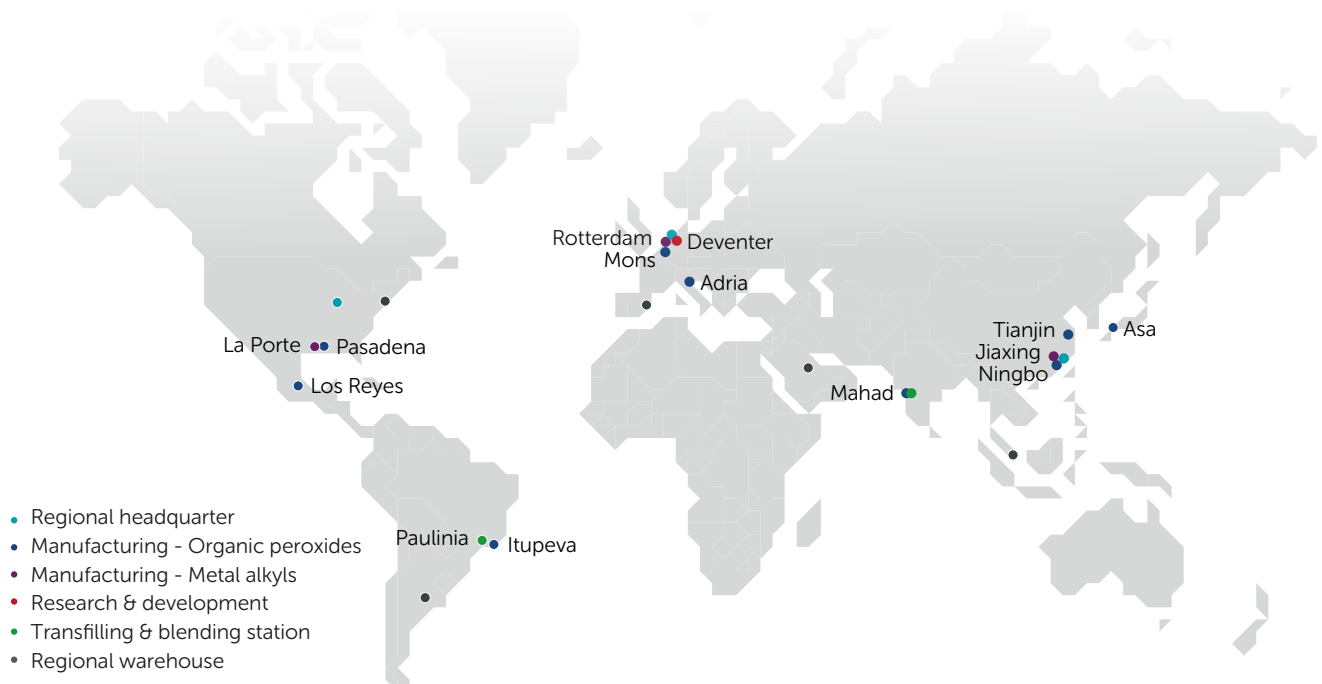 Rotterdam
Deventer
Mons
Adria
La Porte
Pasadena
Los Reyes
Tianjin
Asa
Jiaxing
Ningbo
Mahad
Paulinia
Itupeva
Regional headquarter
Manufacturing - Organic peroxides
Manufacturing - Metal alkyls
Research & development
Transfilling & blending station
Regional warehouse